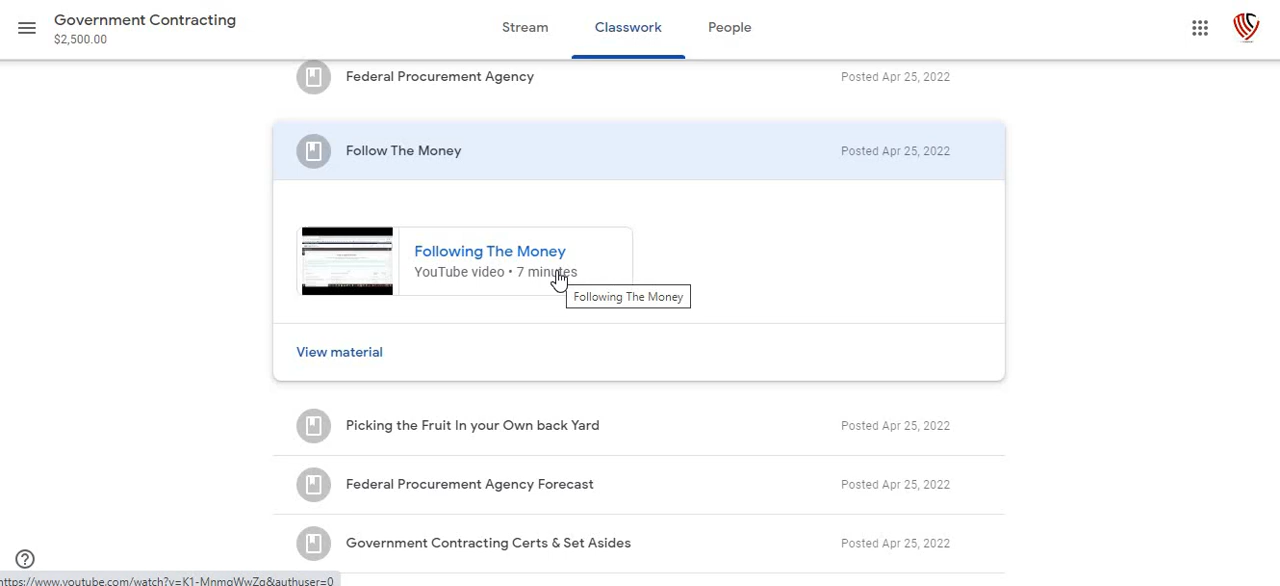 Government Contracting
$2,500.00
Stream
Classwork
People
Federal Procurement Agency
Posted Apr 25, 2022
Follow The Money
Posted Apr 25, 2022
Following The Money
YouTube video • 7 minutes
Following The Money
View material
Picking the Fruit In your Own back Yard
Posted Apr 25, 2022
Federal Procurement Agency Forecast
Posted Apr 25, 2022
Government Contracting Certs & Set Asides
Posted Apr 25, 2022